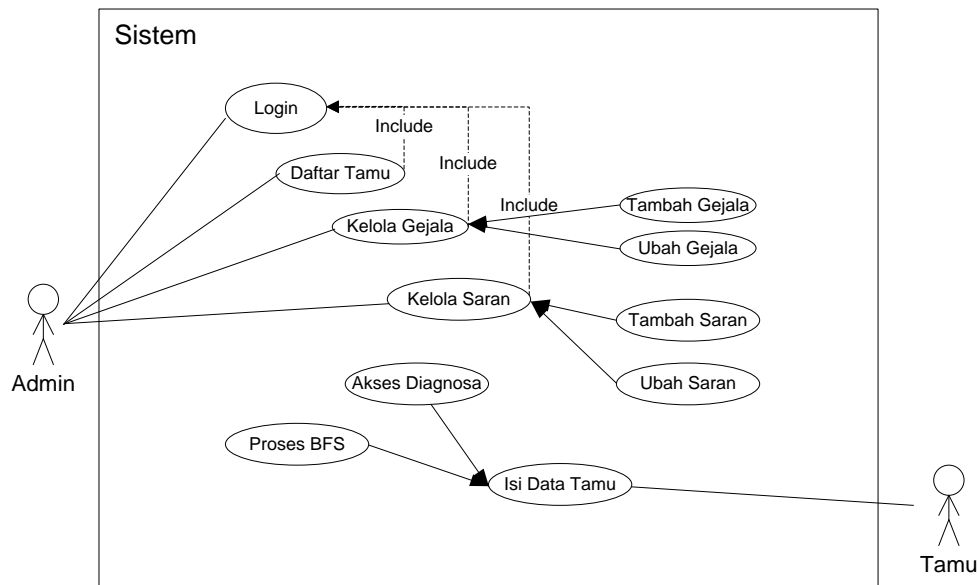 Sistem
Login
Include
Daftar Tamu
Include
Tambah Gejala
Include
Kelola Gejala
Ubah Gejala
Kelola Saran
Tambah Saran
Admin
Akses Diagnosa
Ubah Saran
Proses BFS
Isi Data Tamu
Tamu